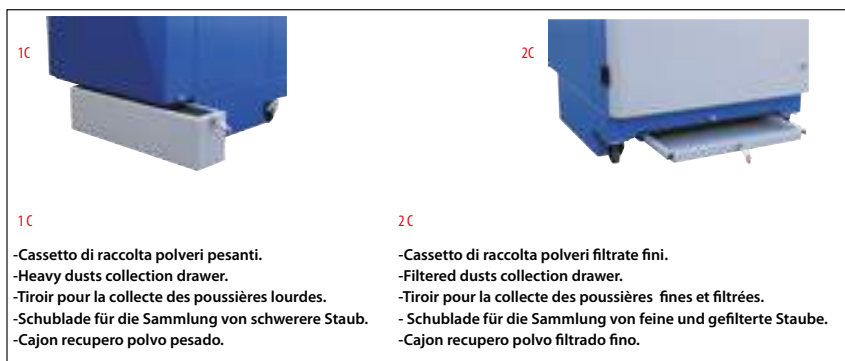 1C
2C
1 C
-Cassetto di raccolta polveri pesanti.
-Heavy dusts collection drawer.
-Tiroir pour la collecte des poussières lourdes.
-Schublade für die Sammlung von schwerere Staub.
-Cajon recupero polvo pesado.
2 C
-Cassetto di raccolta polveri filtrate fini.
-Filtered dusts collection drawer.
-Tiroir pour la collecte des poussières  fines et filtrées.
- Schublade für die Sammlung von feine und gefilterte Staube.
-Cajon recupero polvo filtrado fino.